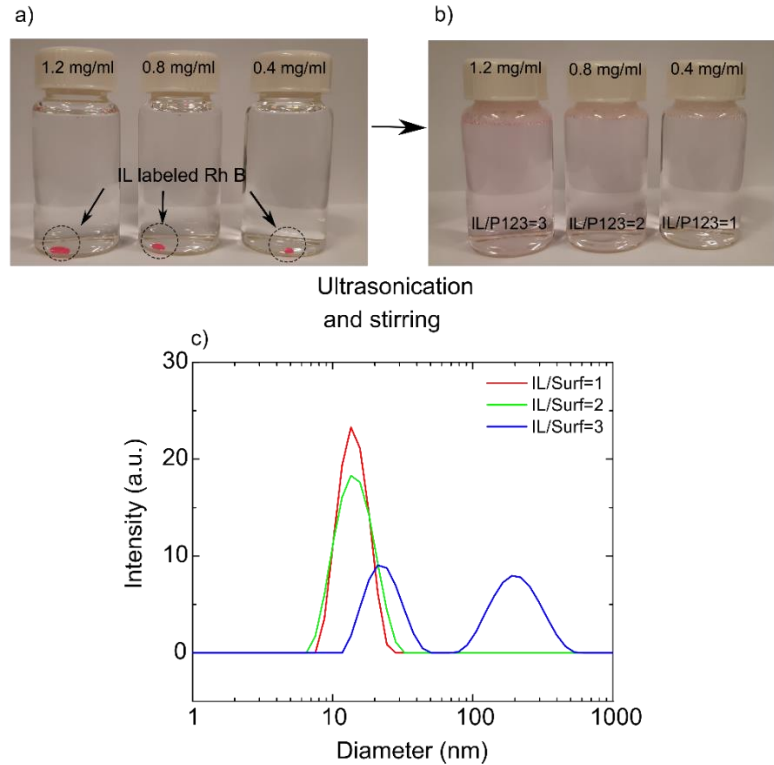 a)
1.2 mg/ml
0.8 mg/ml
0.4 mg/ml
IL labeled Rh B
b)
1.2 mg/ml
0.8 mg/ml
0.4 mg/ml
IL/P123=3
IL/P123=2
IL/P123=1
Ultrasonication
and stirring
c)
30
20
10
0
Intensity (a.u.)
IL/Surf=1
IL/Surf=2
IL/Surf=3
1
10
100
1000
Diameter (nm)